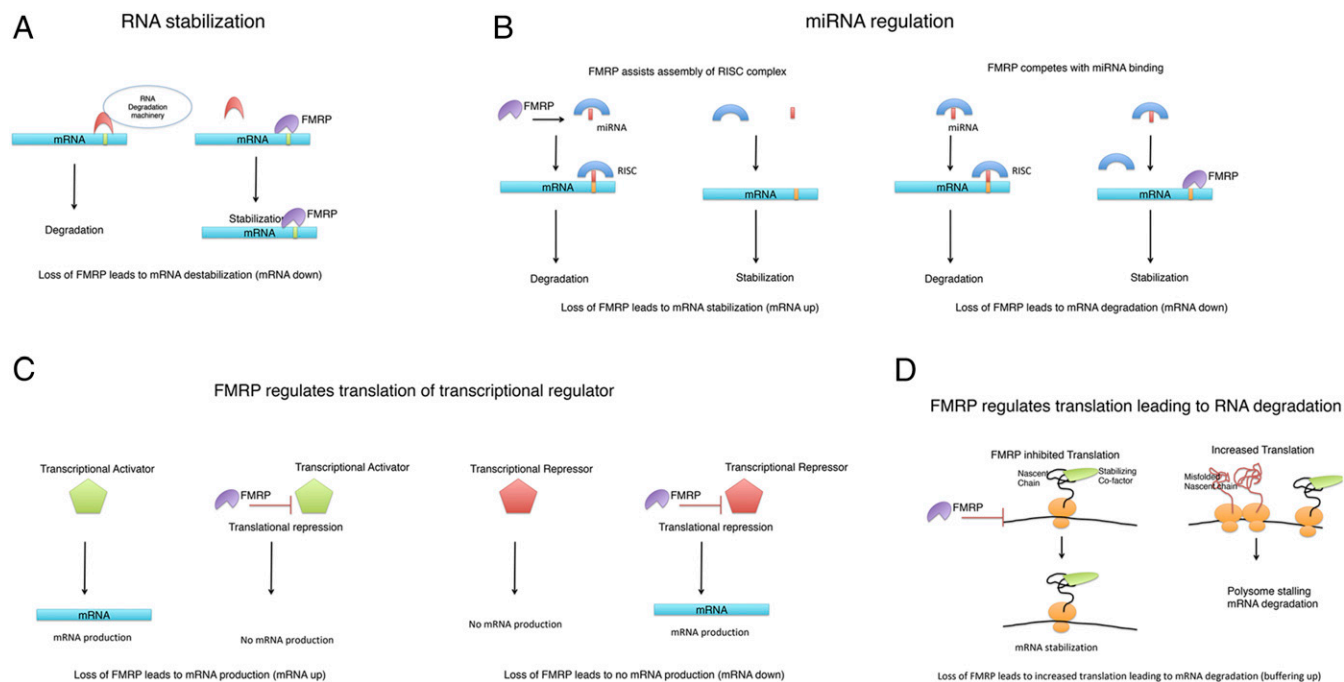 A
RNA stabilization
RNA
Degradation
machinery
FMRP
mRNA
mRNA
Degradation
Stabilization
FMRP
mRNA
Loss of FMRP leads to mRNA destabilization (mRNA down)
B
miRNA regulation
FMRP assists assembly of RISC complex
FMRP
miRNA
RISC
mRNA
mRNA
Degradation
Stabilization
Loss of FMRP leads to mRNA stabilization (mRNA up)
FMRP competes with miRNA binding
miRNA
RISC
mRNA
FMRP
mRNA
Degradation
Stabilization
Loss of FMRP leads to mRNA degradation (mRNA down)
C
FMRP regulates translation of transcriptional regulator
Transcriptional Activator
Transcriptional Activator
FMRP
Translational repression
mRNA
mRNA production
No mRNA production
Loss of FMRP leads to mRNA production (mRNA up)
Transcriptional Repressor
Transcriptional Repressor
FMRP
Translational repression
No mRNA production
mRNA
mRNA production
Loss of FMRP leads to no mRNA production (mRNA down)
D
FMRP regulates translation leading to RNA degradation
FMRP inhibited Translation
Nascent
Chain
Stabilizing
Co-factor
FMRP
mRNA stabilization
Increased Translation
Misfolded
Nascent chain
Polysome stalling
mRNA degradation
Loss of FMRP leads to increased translation leading to mRNA degradation (buffering up)